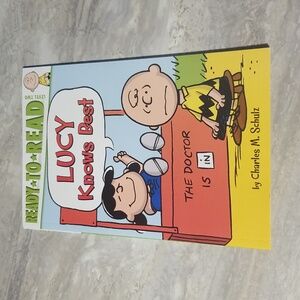 READY-TO-READ
LUCY
Knows Best
THE DOCTOR
IS IN
by Charles M. Schulz